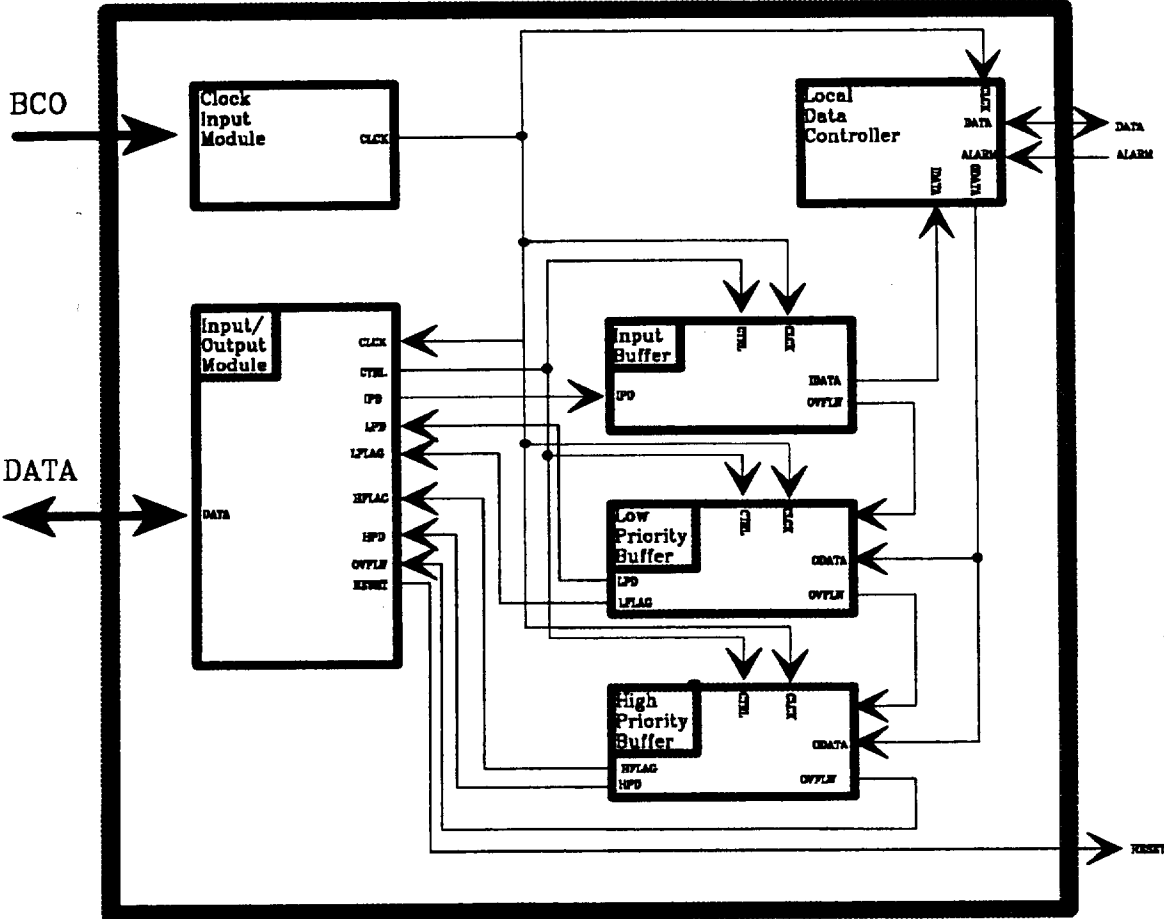 BCO
Clock
Input
Module
CLCK
Local
Data
Controller
CLCK
DATA
ALARM
IDATA
ODATA
DATA
ALARM
Input/
Output
Module
CLCK
CTRL
IPD
LPD
LFLAG
HFLAG
HPD
OVFLW
RESET
DATA
DATA
Input
Buffer
CTRL
CLCK
IPD
IDATA
OVFLW
Low
Priority
Buffer
CTRL
CLCK
LPD
LFLAG
ODATA
OVFLW
High
Priority
Buffer
CTRL
CLCK
HFLAG
HPD
ODATA
OVFLW
RESET